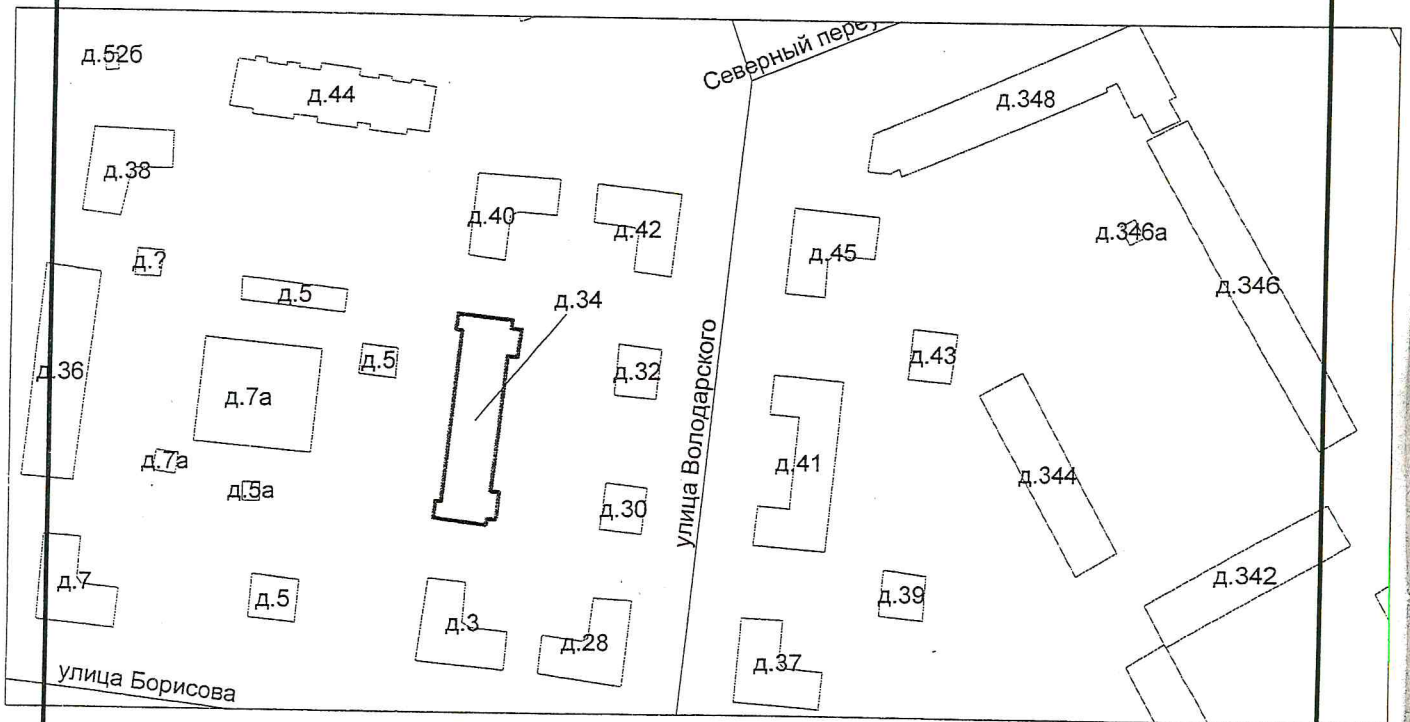 Северный переу
д.52б
д.44
д.348
д.38
д.40
д.42
д.45
д.346а
д.?
д.5
д.34
д.346
д.36
д.7а
д.5
д.32
улица Володарского
д.43
д.41
д.344
д.7а
д.5а
д.30
д.7
д.5
д.3
д.28
д.39
д.342
д.37
улица Борисова